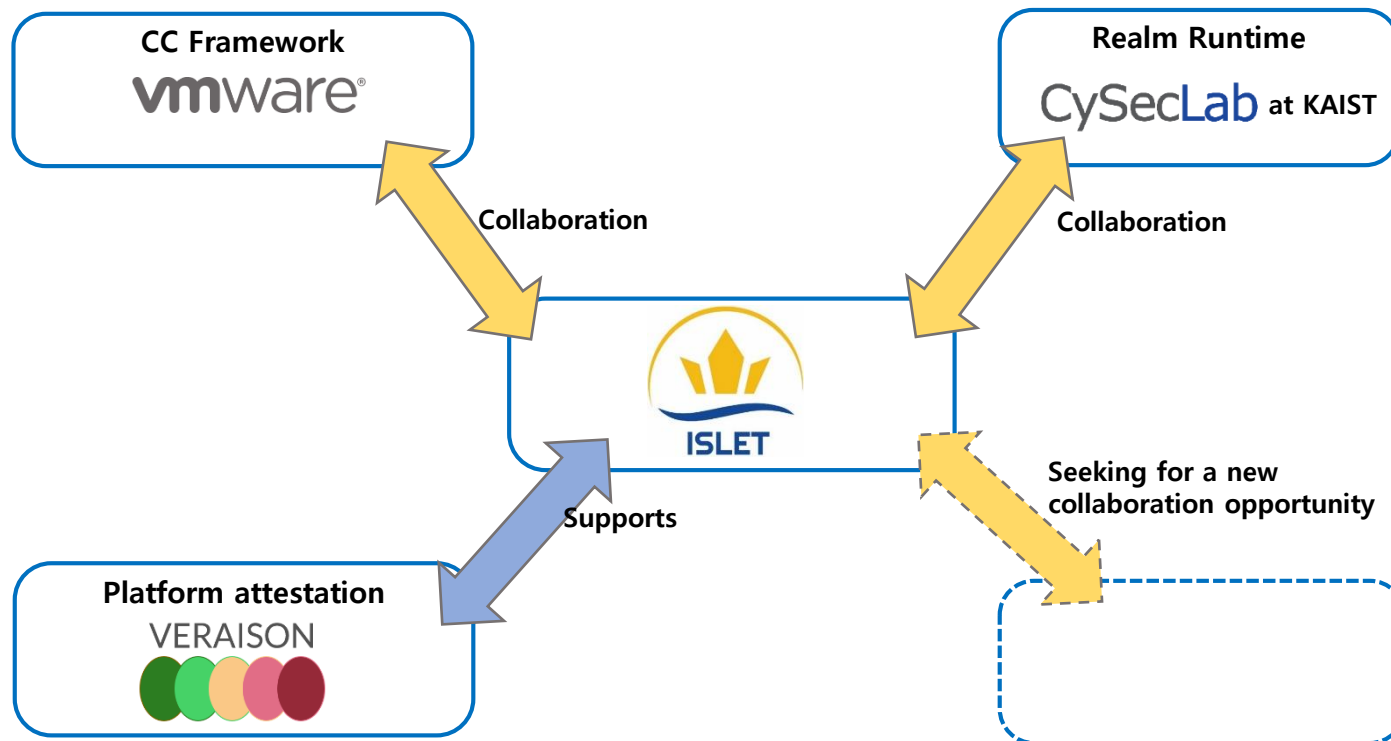 CC Framework
vmware®
Realm Runtime
CySecLab at KAIST
Collaboration
Collaboration
ISLET
Seeking for a new
collaboration opportunity
Supports
Platform attestation
VERAISON